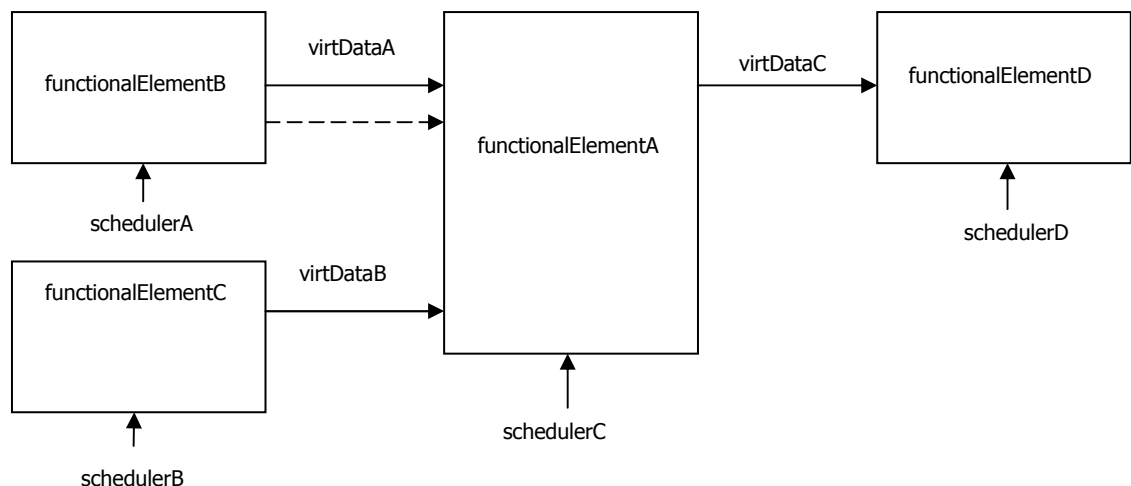 virtDataA
functionalElementB
virtDataC
functionalElementD
functionalElementA
schedulerA
schedulerD
virtDataB
functionalElementC
schedulerC
schedulerB